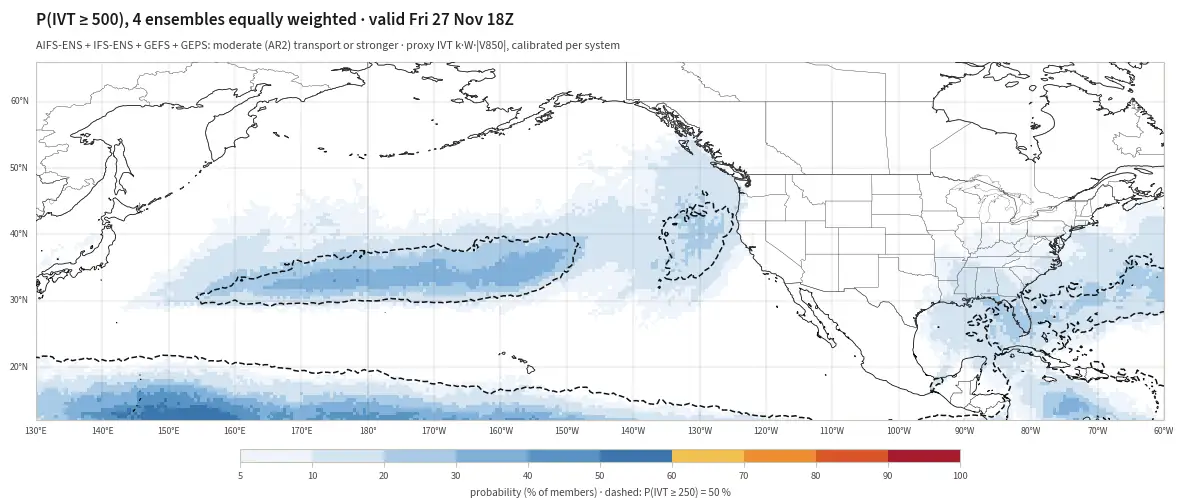 P(IVT ≥ 500), 4 ensembles equally weighted · valid Fri 27 Nov 18Z
AIFS-ENS + IFS-ENS + GEFS + GEPS: moderate (AR2) transport or stronger · proxy IVT k·W·|V850|, calibrated per system
60°N
50°N
40°N
30°N
20°N
130°E 140°E 150°E 160°E 170°E 180° 170°W 160°W 150°W 140°W 130°W 120°W 110°W 100°W 90°W 80°W 70°W 60°W
5 10 20 30 40 50 60 70 80 90 100
probability (% of members) · dashed: P(IVT ≥ 250) = 50 %